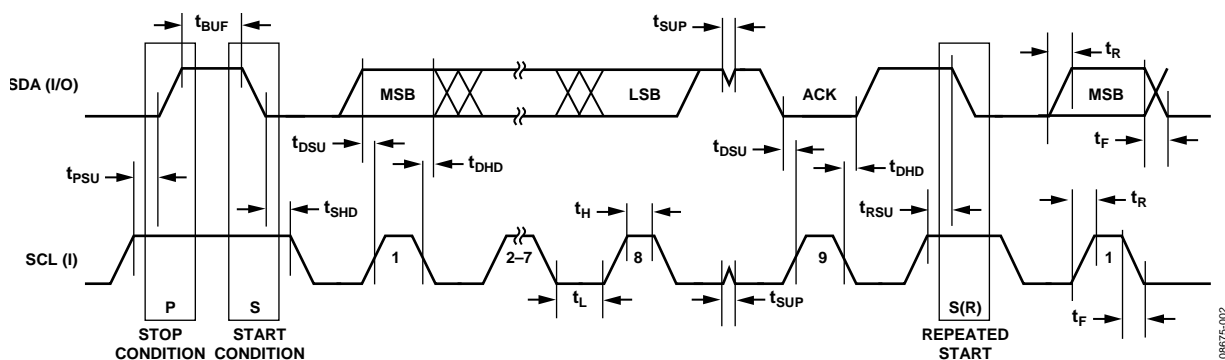 tBUF
tSUP
tR
SDA (I/O)
MSB
LSB
ACK
MSB
tDSU
tDHD
tDSU
tDHD
tF
tPSU
tSHD
tH
tRSU
tR
SCL (I)
1
2–7
8
9
1
tL
tSUP
tF
P
S
S(R)
STOP
CONDITION
START
CONDITION
REPEATED
START
08675-002